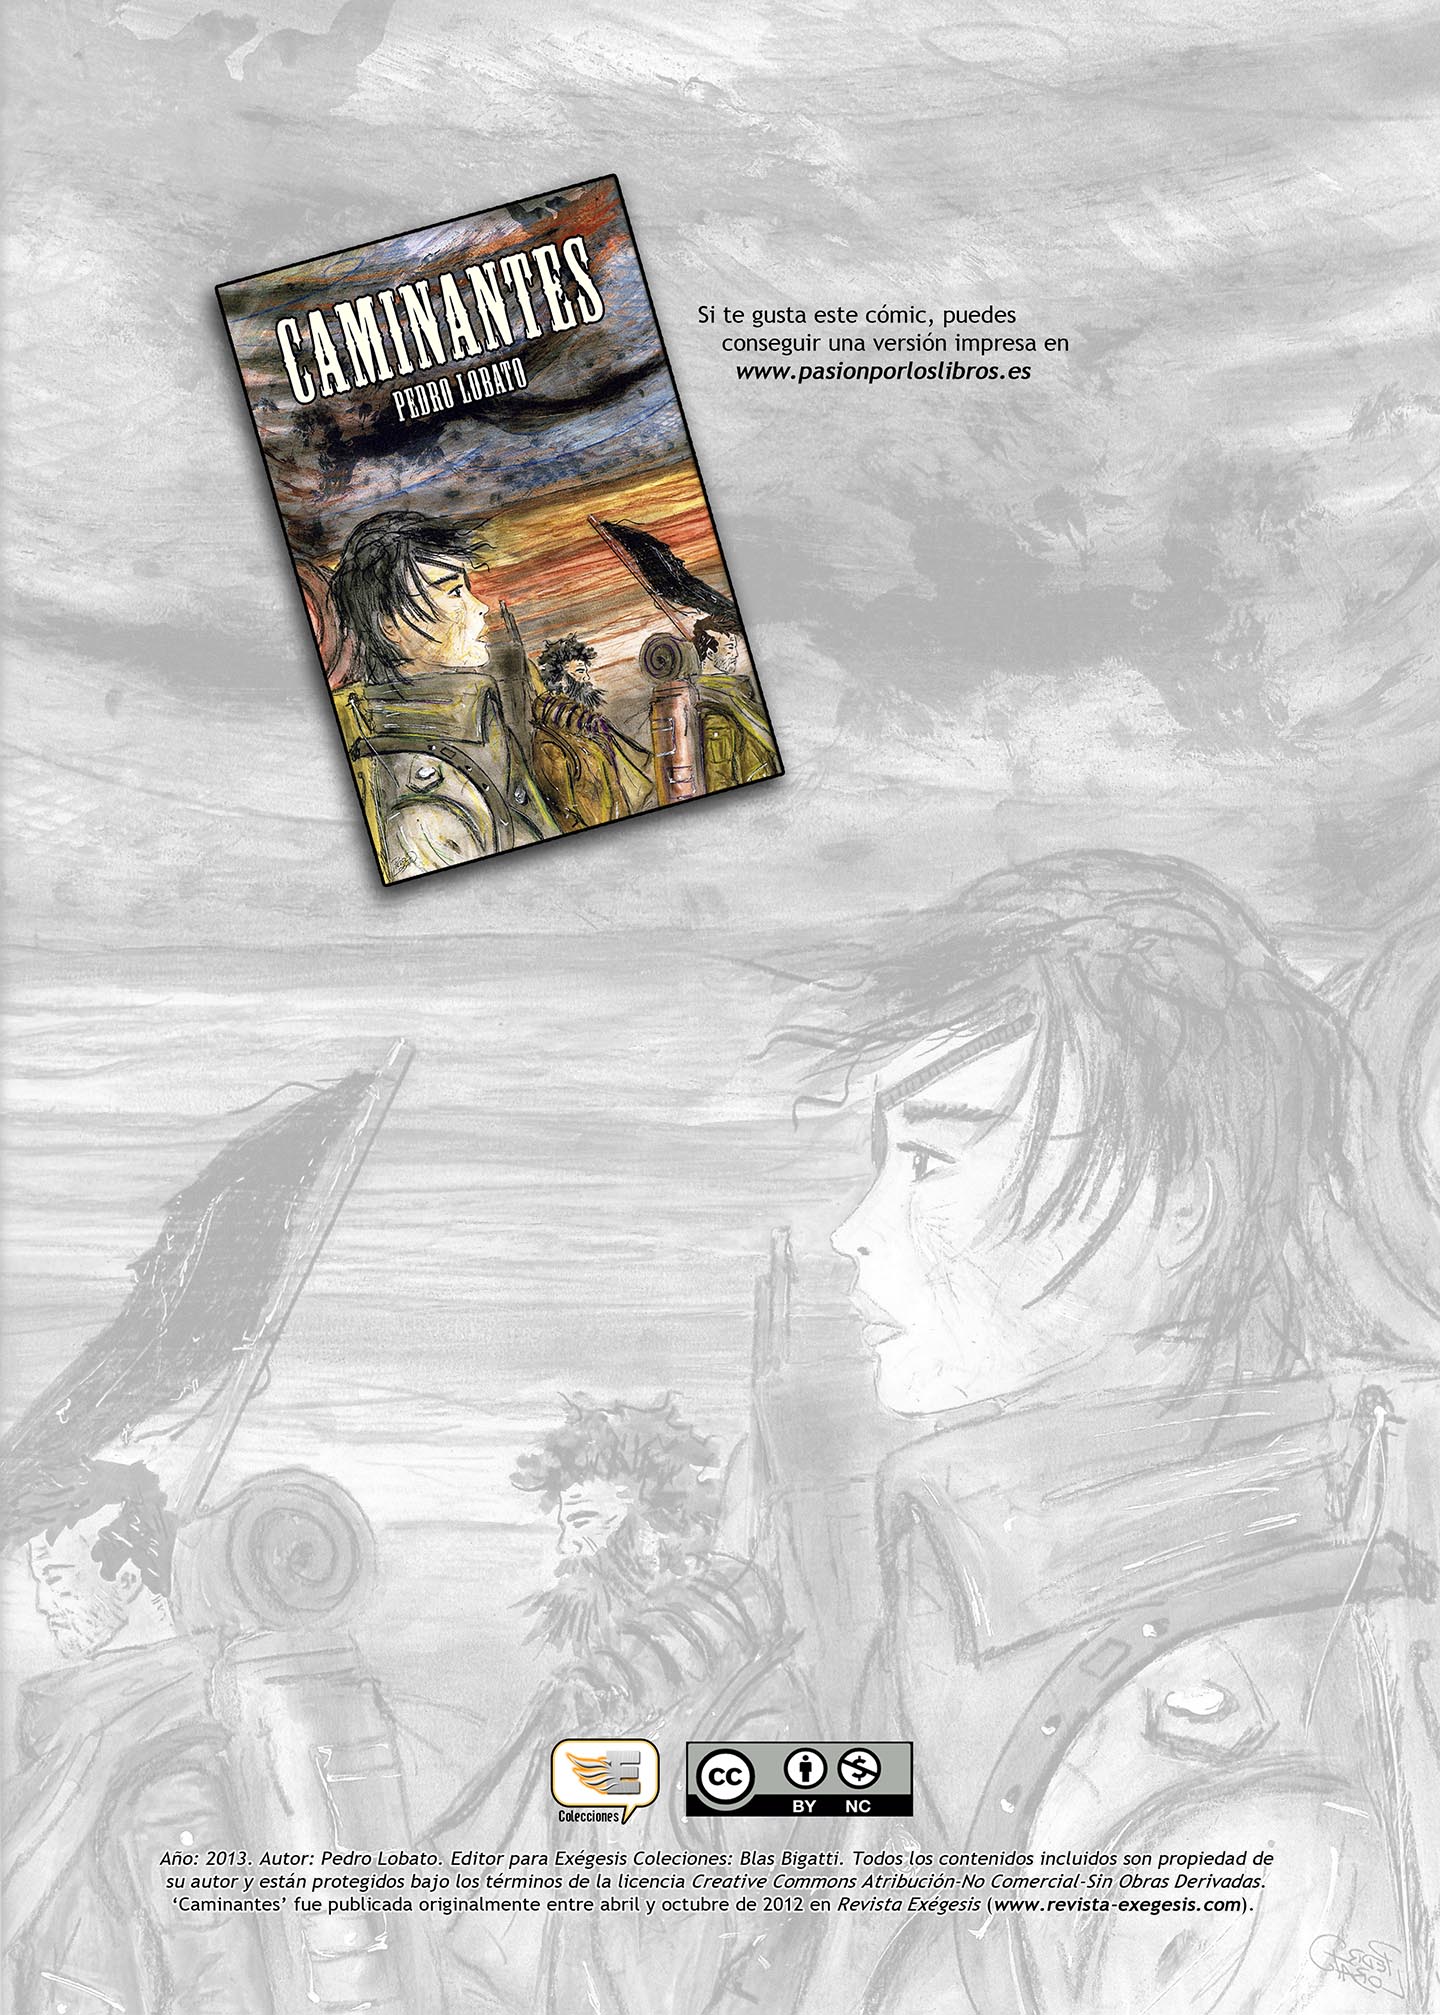 CAMINANTES
PEDRO LOBATO
Si te gusta este cómic, puedes
conseguir una versión impresa en
www.pasionporloslibros.es
E
Colecciones
CC
BY NC
Año: 2013. Autor: Pedro Lobato. Editor para Exégesis Coleciones: Blas Bigatti. Todos los contenidos incluidos son propiedad de
su autor y están protegidos bajo los términos de la licencia Creative Commons Atribución-No Comercial-Sin Obras Derivadas.
‘Caminantes’ fue publicada originalmente entre abril y octubre de 2012 en Revista Exégesis (www.revista-exegesis.com).